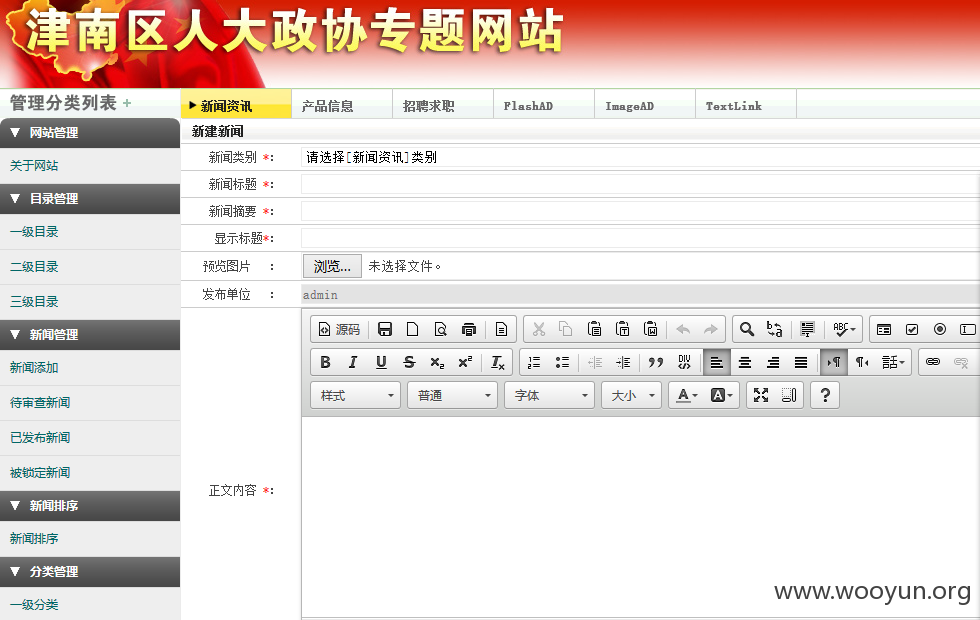 津南区人大政协专题网站
管理分类列表 +
▼ 网站管理
关于网站
▼ 目录管理
一级目录
二级目录
三级目录
▼ 新闻管理
新闻添加
待审查新闻
已发布新闻
被锁定新闻
▼ 新闻排序
新闻排序
▼ 分类管理
一级分类
新闻资讯 产品信息 招聘求职 FlashAD ImageAD TextLink
新建新闻
新闻类别 *: 请选择[新闻资讯]类别
新闻标题 *:
新闻摘要 *:
显示标题*:
预览图片 : 浏览... 未选择文件。
发布单位 : admin
正文内容 *:
源码
B I U S x₂ x² Tx
样式 普通 字体 大小 A A ?
www.wooyun.org